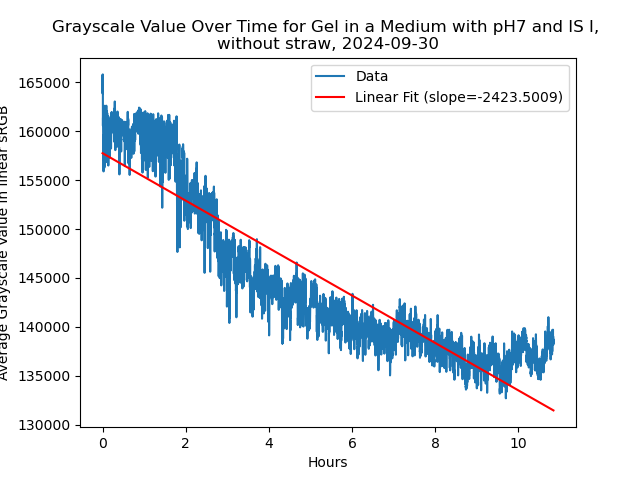 Grayscale Value Over Time for Gel in a Medium with pH7 and IS I,
without straw, 2024-09-30
Data
Linear Fit (slope=-2423.5009)
Average Grayscale Value in linear sRGB
165000
160000
155000
150000
145000
140000
135000
130000
0 2 4 6 8 10
Hours